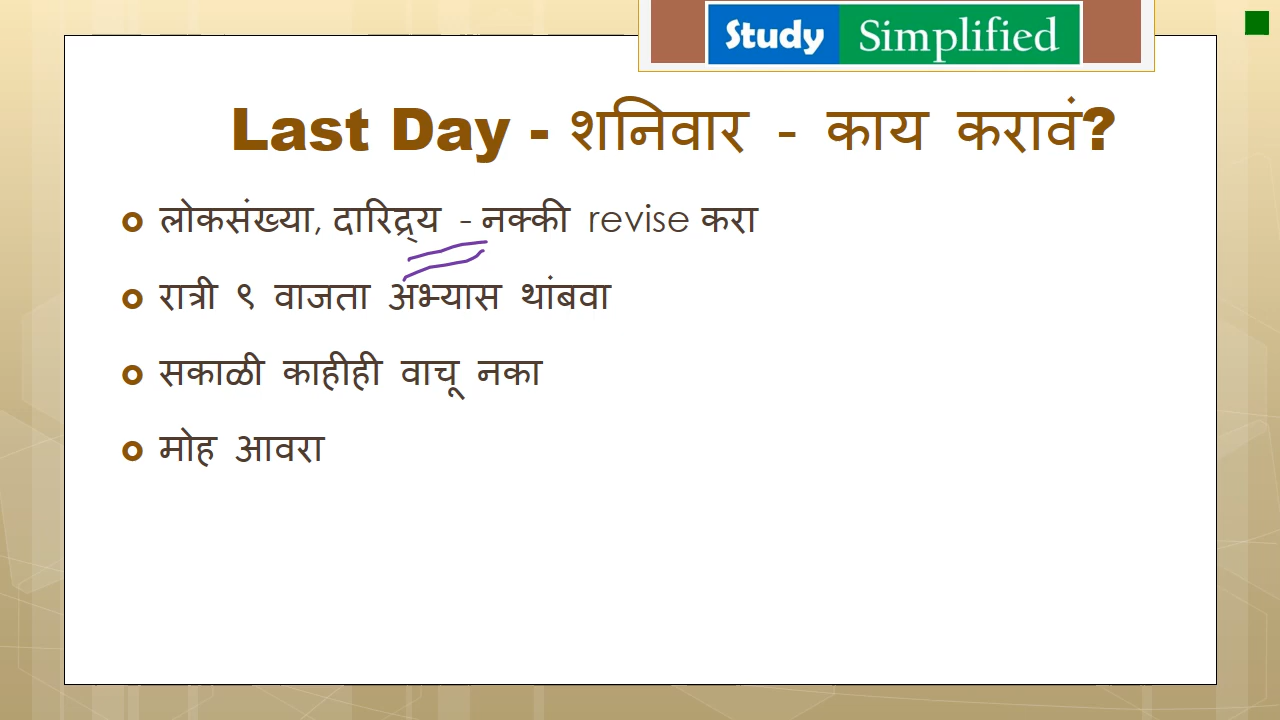 Study Simplified
Last Day - शनिवार - काय करावं?
लोकसंख्या, दारिद्र्य - नक्की revise करा
रात्री ९ वाजता अभ्यास थांबवा
सकाळी काहीही वाचू नका
मोह आवरा